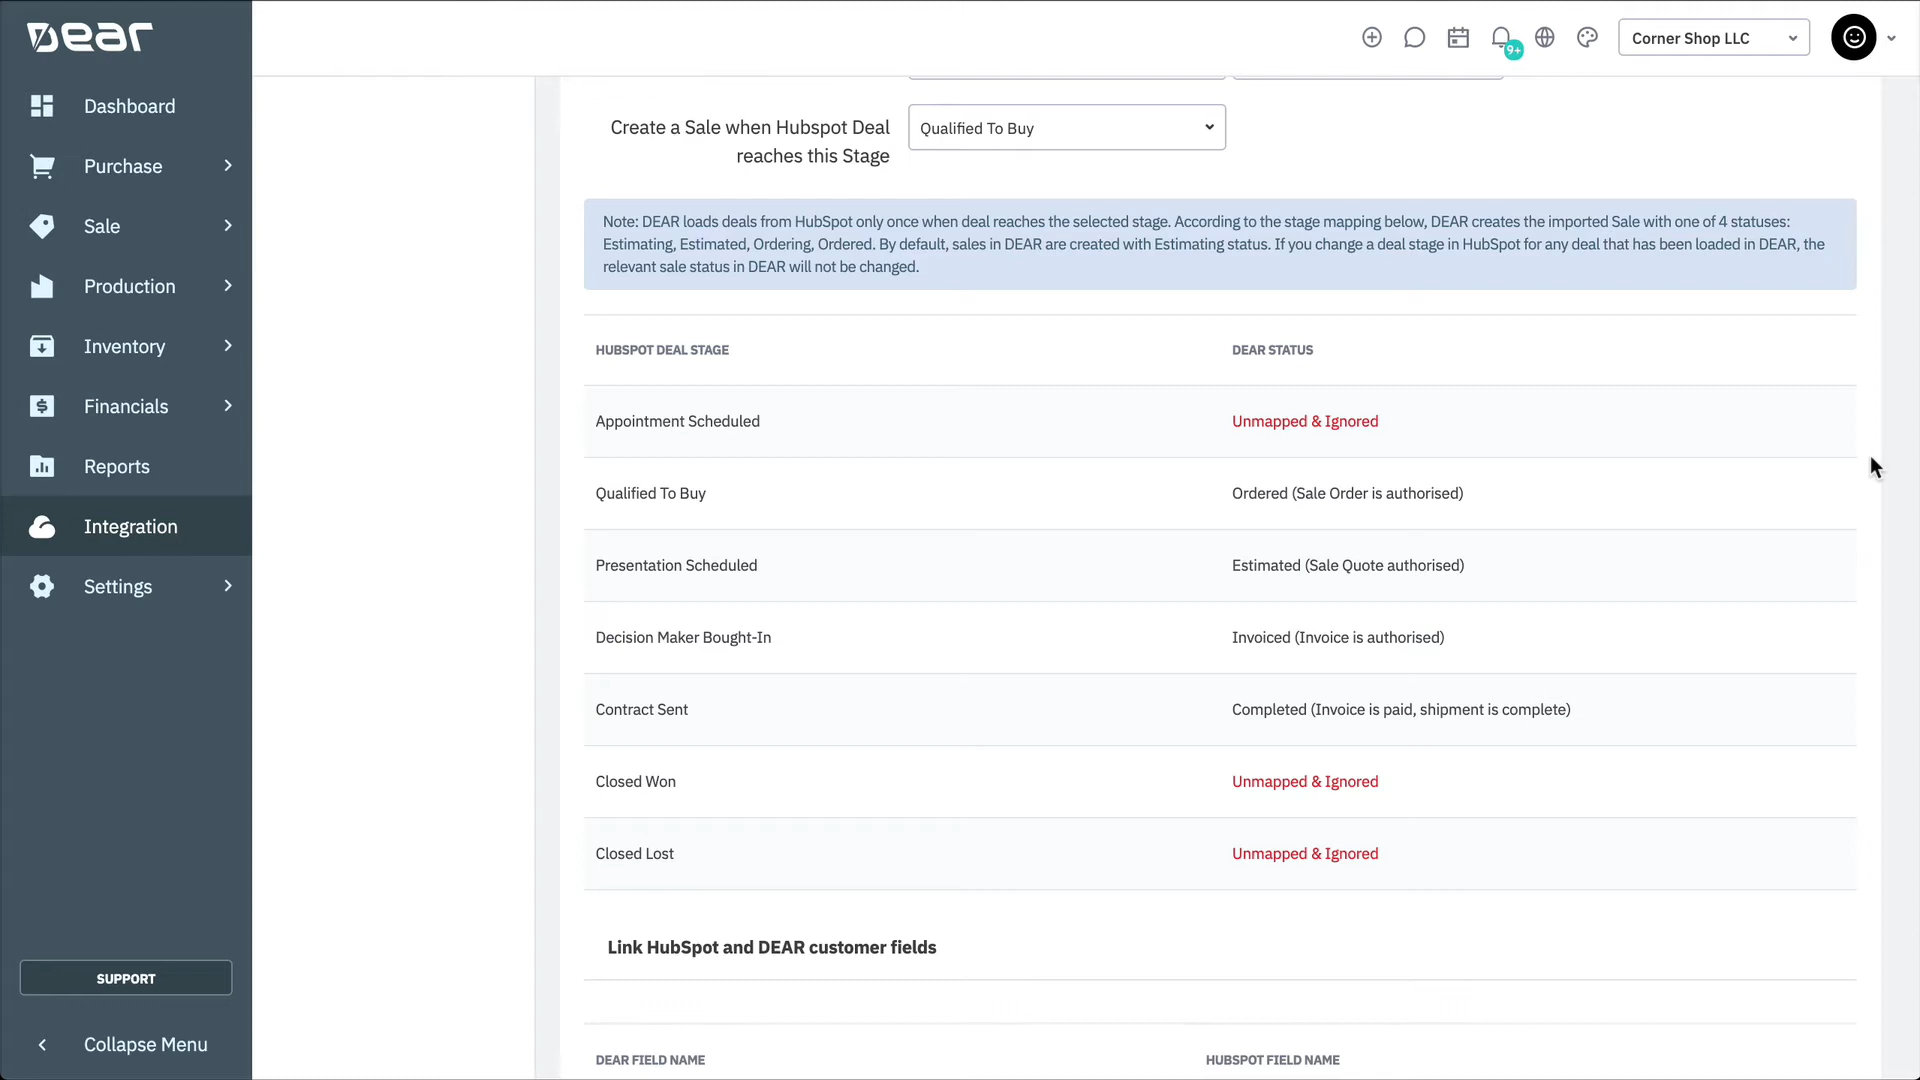 Dear
9+
Corner Shop LLC
Dashboard
Purchase
Sale
Production
Inventory
Financials
Reports
Integration
Settings
SUPPORT
Collapse Menu
Create a Sale when Hubspot Deal
reaches this Stage
Qualified To Buy
Note: DEAR loads deals from HubSpot only once when deal reaches the selected stage. According to the stage mapping below, DEAR creates the imported Sale with one of 4 statuses:
Estimating, Estimated, Ordering, Ordered. By default, sales in DEAR are created with Estimating status. If you change a deal stage in HubSpot for any deal that has been loaded in DEAR, the
relevant sale status in DEAR will not be changed.
HUBSPOT DEAL STAGE DEAR STATUS
Appointment Scheduled Unmapped & Ignored
Qualified To Buy Ordered (Sale Order is authorised)
Presentation Scheduled Estimated (Sale Quote authorised)
Decision Maker Bought-In Invoiced (Invoice is authorised)
Contract Sent Completed (Invoice is paid, shipment is complete)
Closed Won Unmapped & Ignored
Closed Lost Unmapped & Ignored
Link HubSpot and DEAR customer fields
DEAR FIELD NAME HUBSPOT FIELD NAME